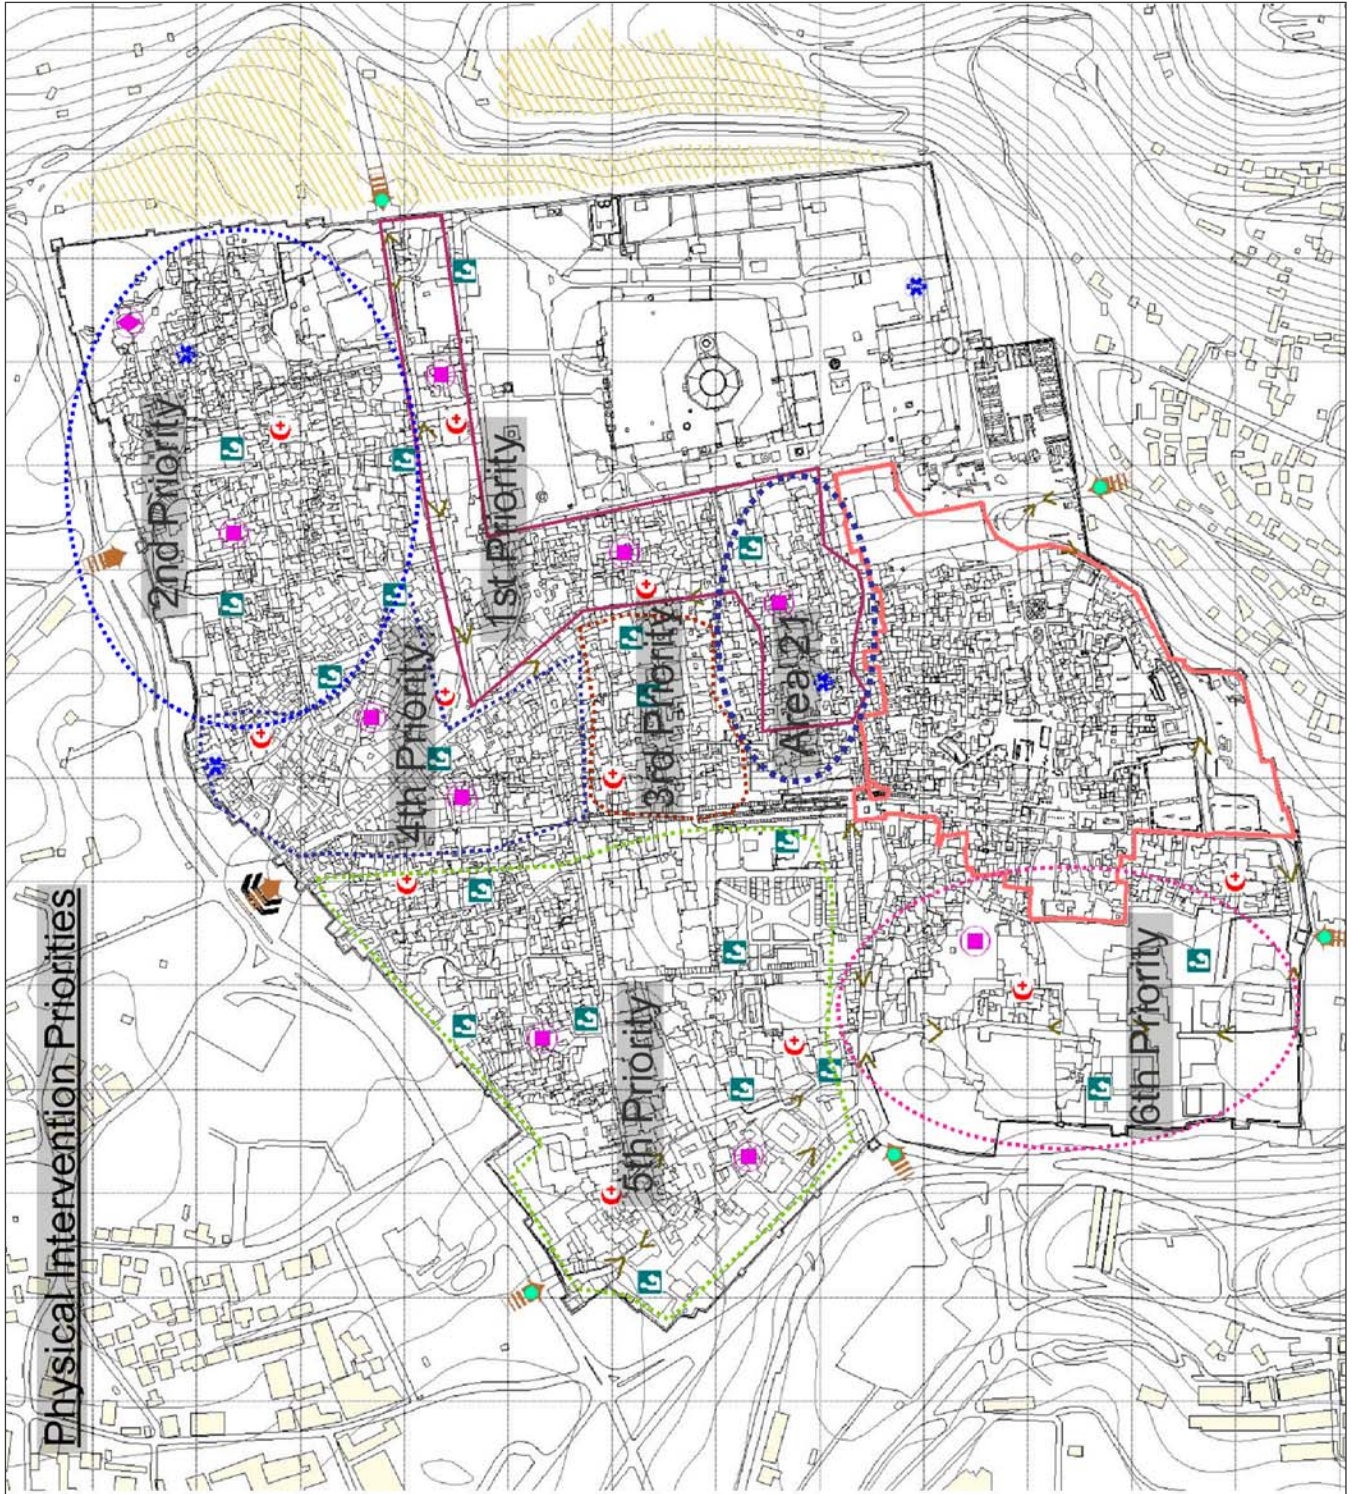 Physical Intervention Priorities
2nd Priority
1st Priority
4th Priority
3rd Priority
Area 21
5th Priority
6th Priority